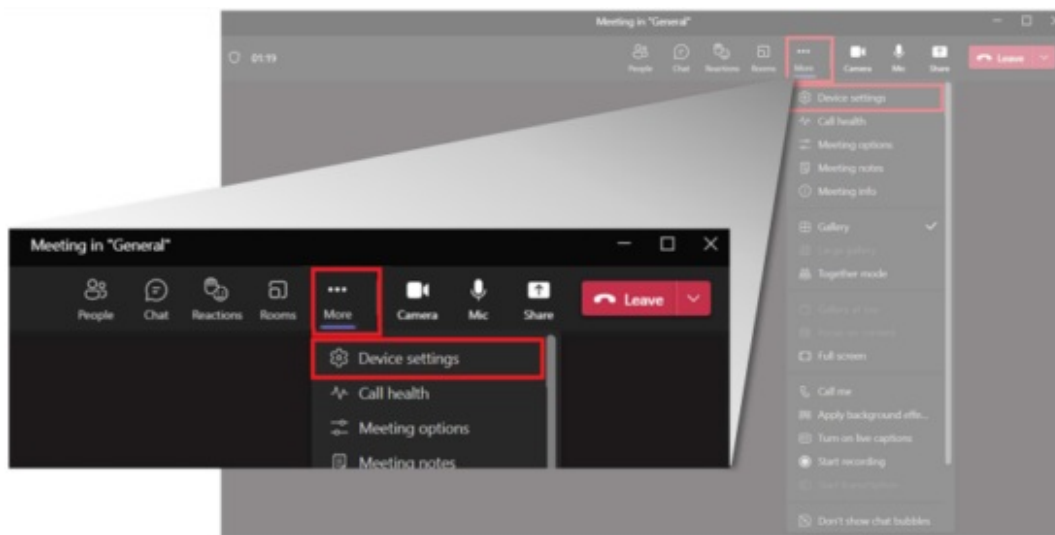 Meeting in "General"
01:19
People Chat Reactions Rooms More Camera Mic Share Leave
Device settings
Call health
Meeting options
Meeting notes
Meeting info
Gallery
Large gallery
Together mode
Full screen
Call me
Apply background effe...
Turn on live captions
Start recording
Don't show chat bubbles
Meeting in "General"
People Chat Reactions Rooms More Camera Mic Share Leave
Device settings
Call health
Meeting options
Meeting notes